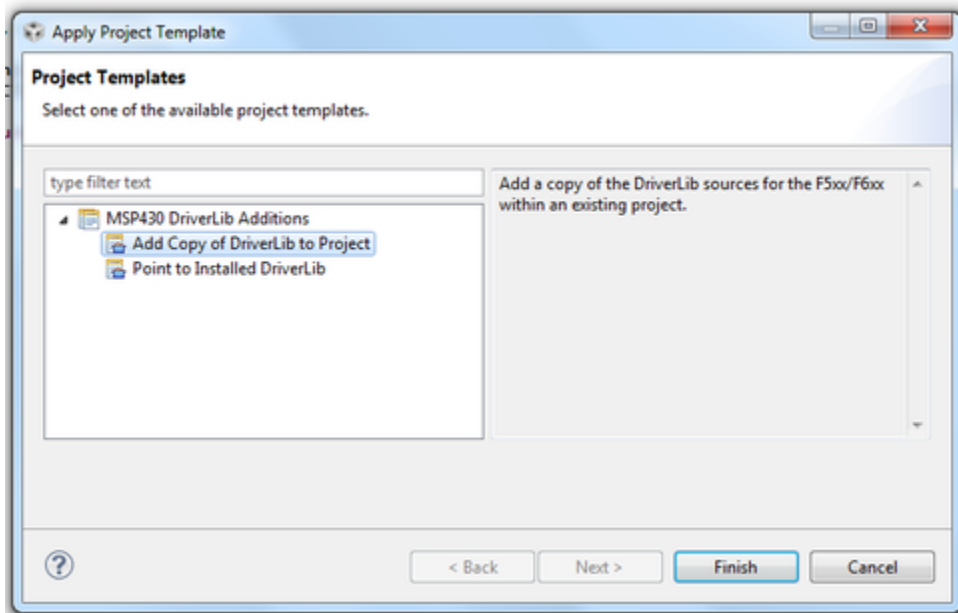 Apply Project Template
Project Templates
Select one of the available project templates.
type filter text
MSP430 DriverLib Additions
Add Copy of DriverLib to Project
Point to Installed DriverLib
Add a copy of the DriverLib sources for the F5xx/F6xx
within an existing project.
?
< Back
Next >
Finish
Cancel